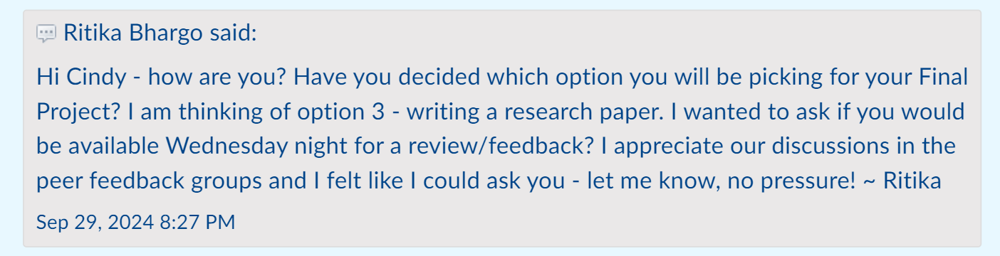 Ritika Bhargo said:
Hi Cindy - how are you? Have you decided which option you will be picking for your Final
Project? I am thinking of option 3 - writing a research paper. I wanted to ask if you would
be available Wednesday night for a review/feedback? I appreciate our discussions in the
peer feedback groups and I felt like I could ask you - let me know, no pressure! ~ Ritika
Sep 29, 2024 8:27 PM